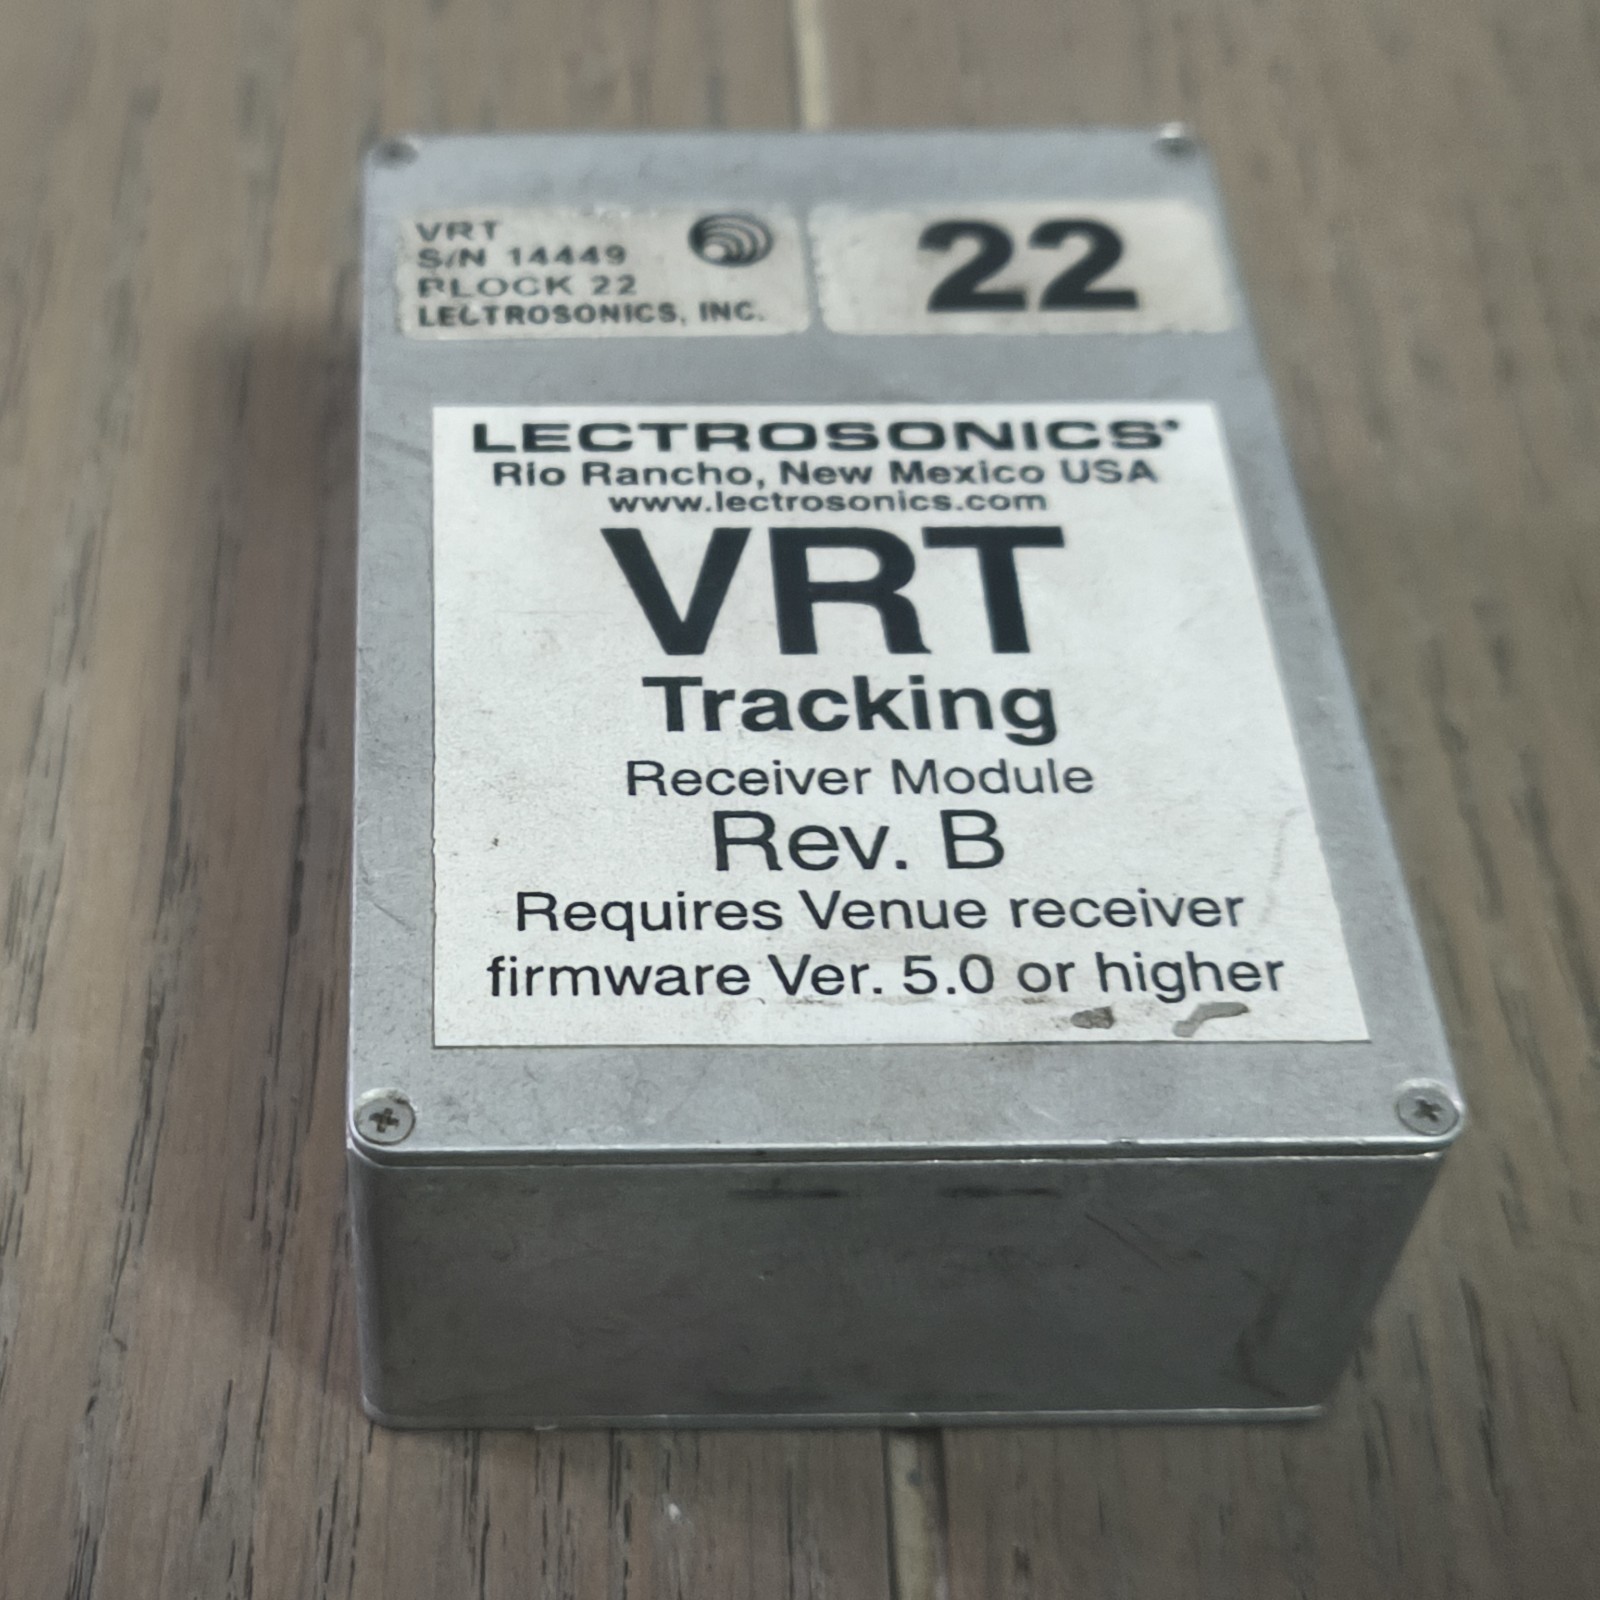 VRT
S/N 14449
BLOCK 22
LECTROSONICS, INC.
22
LECTROSONICS®
Rio Rancho, New Mexico USA
www.lectrosonics.com
VRT
Tracking
Receiver Module
Rev. B
Requires Venue receiver
firmware Ver. 5.0 or higher